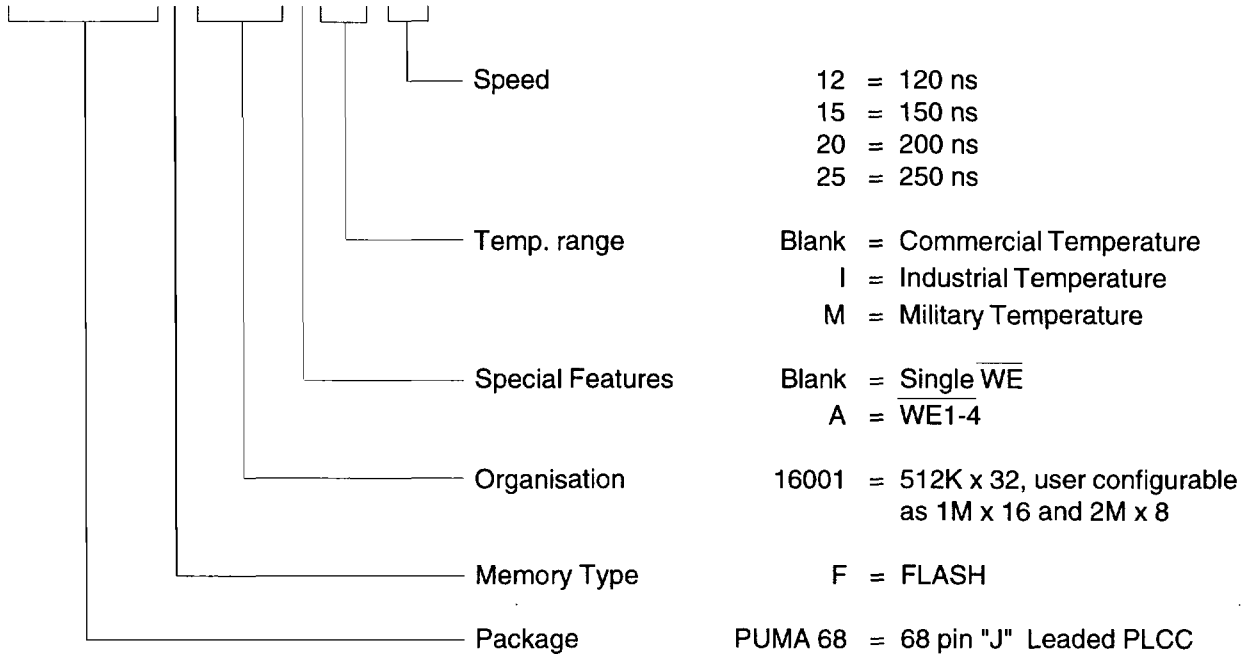 Speed 12 = 120 ns
15 = 150 ns
20 = 200 ns
25 = 250 ns
Temp. range Blank = Commercial Temperature
I = Industrial Temperature
M = Military Temperature
Special Features Blank = Single W̅E̅
A = W̅E̅1̅-̅4̅
Organisation 16001 = 512K x 32, user configurable
as 1M x 16 and 2M x 8
Memory Type F = FLASH
Package PUMA 68 = 68 pin "J" Leaded PLCC